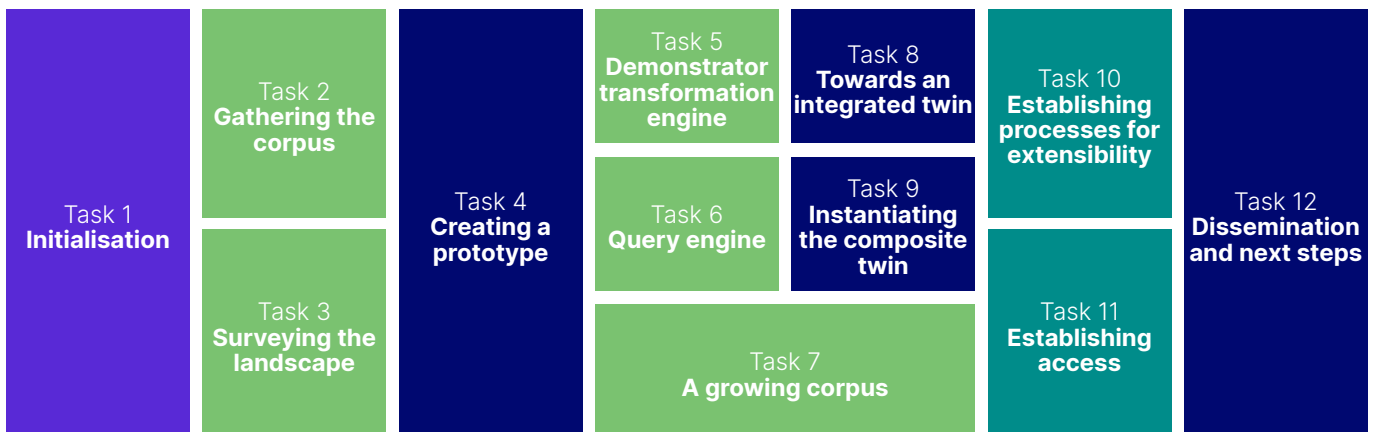 Task 1
Initialisation
Task 2
Gathering the
corpus
Task 3
Surveying the
landscape
Task 4
Creating a
prototype
Task 5
Demonstrator
transformation
engine
Task 6
Query engine
Task 7
A growing corpus
Task 8
Towards an
integrated twin
Task 9
Instantiating
the composite
twin
Task 10
Establishing
processes for
extensibility
Task 11
Establishing
access
Task 12
Dissemination
and next steps